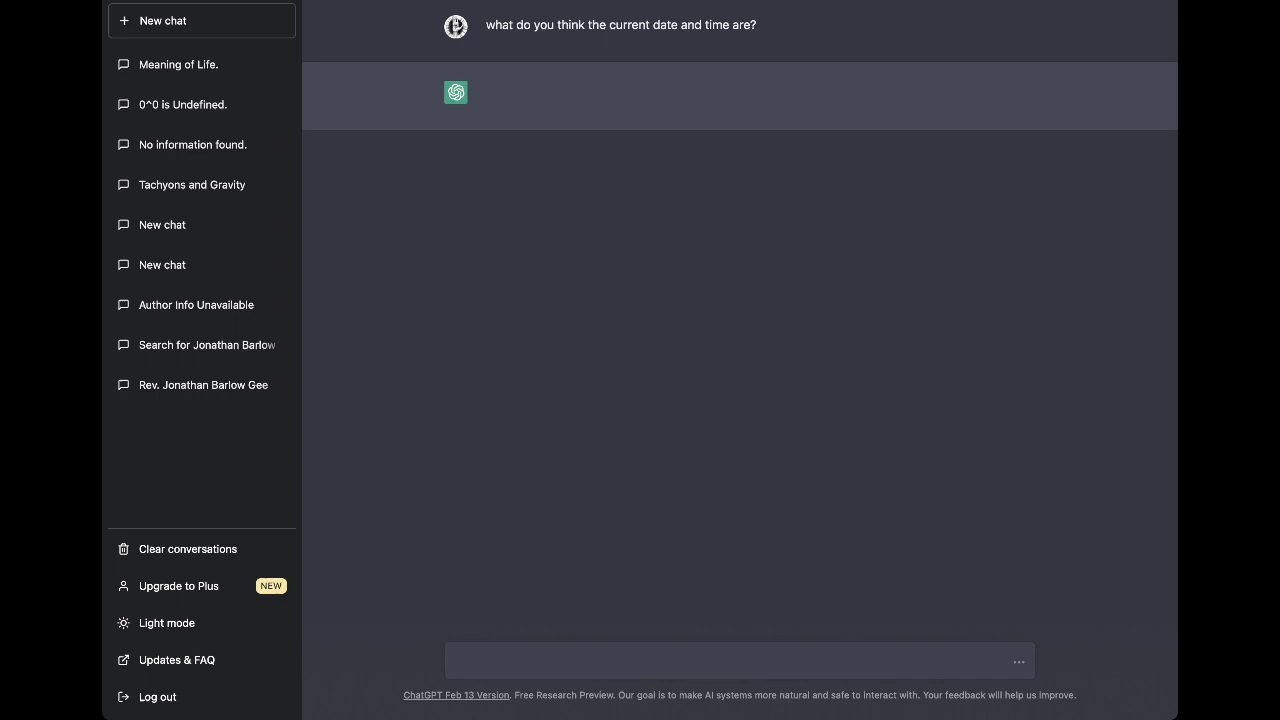 New chat
Meaning of Life.
0^0 is Undefined.
No information found.
Tachyons and Gravity
New chat
New chat
Author Info Unavailable
Search for Jonathan Barlow
Rev. Jonathan Barlow Gee
Clear conversations
Upgrade to Plus NEW
Light mode
Updates & FAQ
Log out
what do you think the current date and time are?
ChatGPT Feb 13 Version. Free Research Preview. Our goal is to make AI systems more natural and safe to interact with. Your feedback will help us improve.